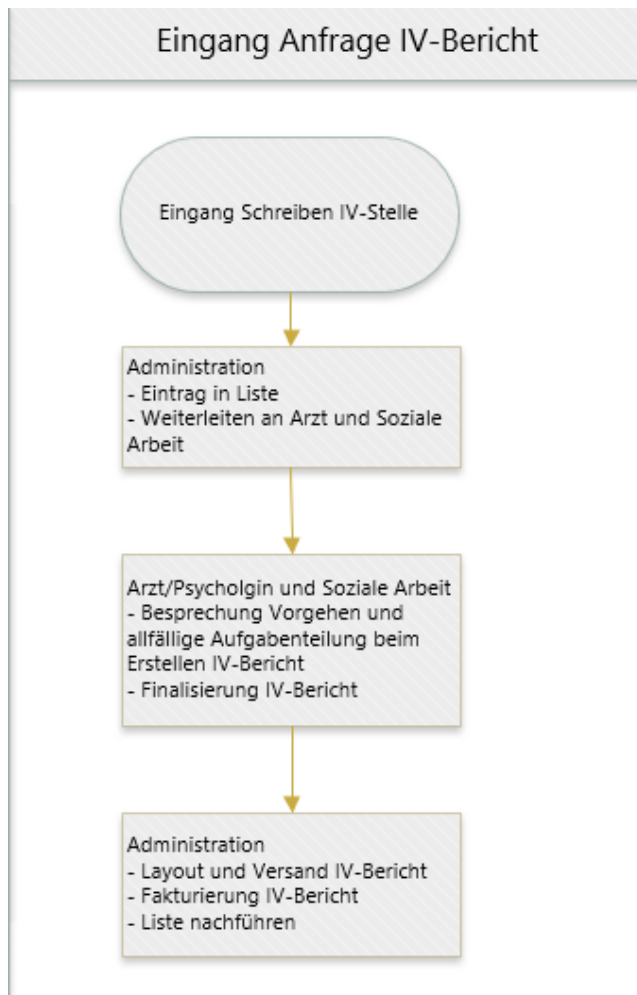 Eingang Anfrage IV-Bericht
Eingang Schreiben IV-Stelle
Administration
- Eintrag in Liste
- Weiterleiten an Arzt und Soziale
Arbeit
Arzt/Psycholgin und Soziale Arbeit
- Besprechung Vorgehen und
allfällige Aufgabenteilung beim
Erstellen IV-Bericht
- Finalisierung IV-Bericht
Administration
- Layout und Versand IV-Bericht
- Fakturierung IV-Bericht
- Liste nachführen